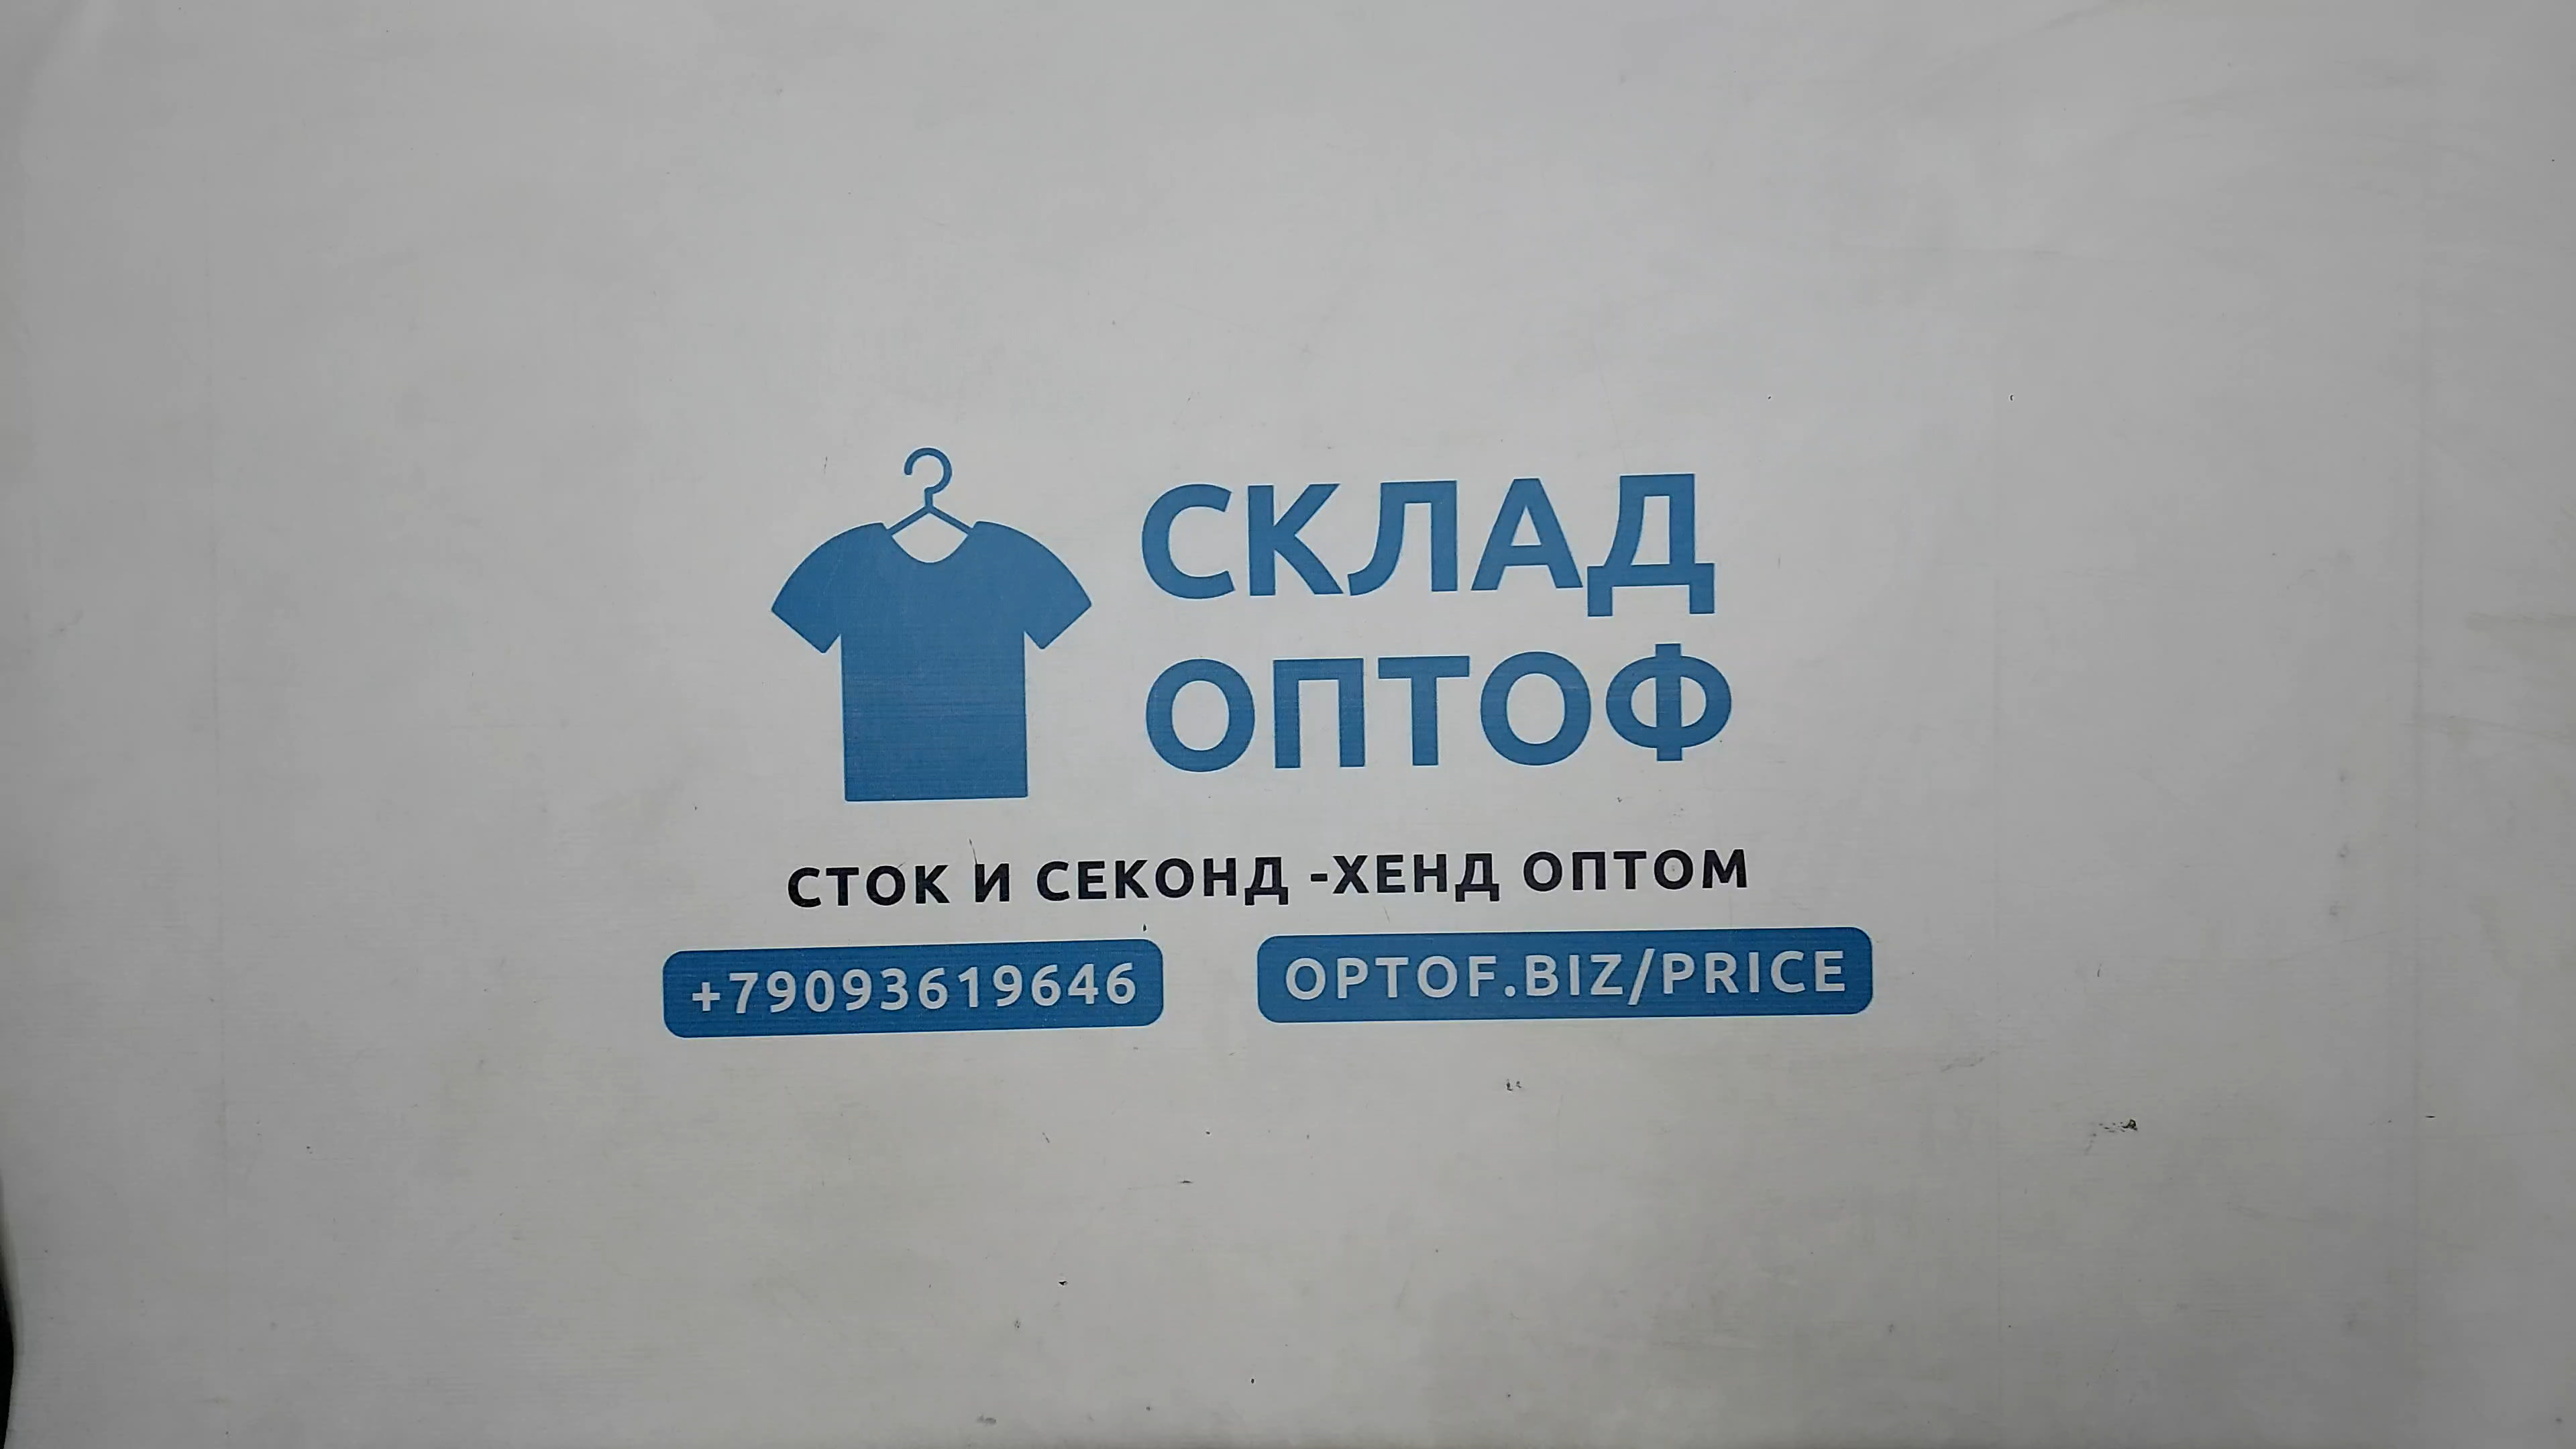 СКЛАД
ОПТОФ
СТОК И СЕКОНД -ХЕНД ОПТОМ
+79093619646
OPTOF.BIZ/PRICE